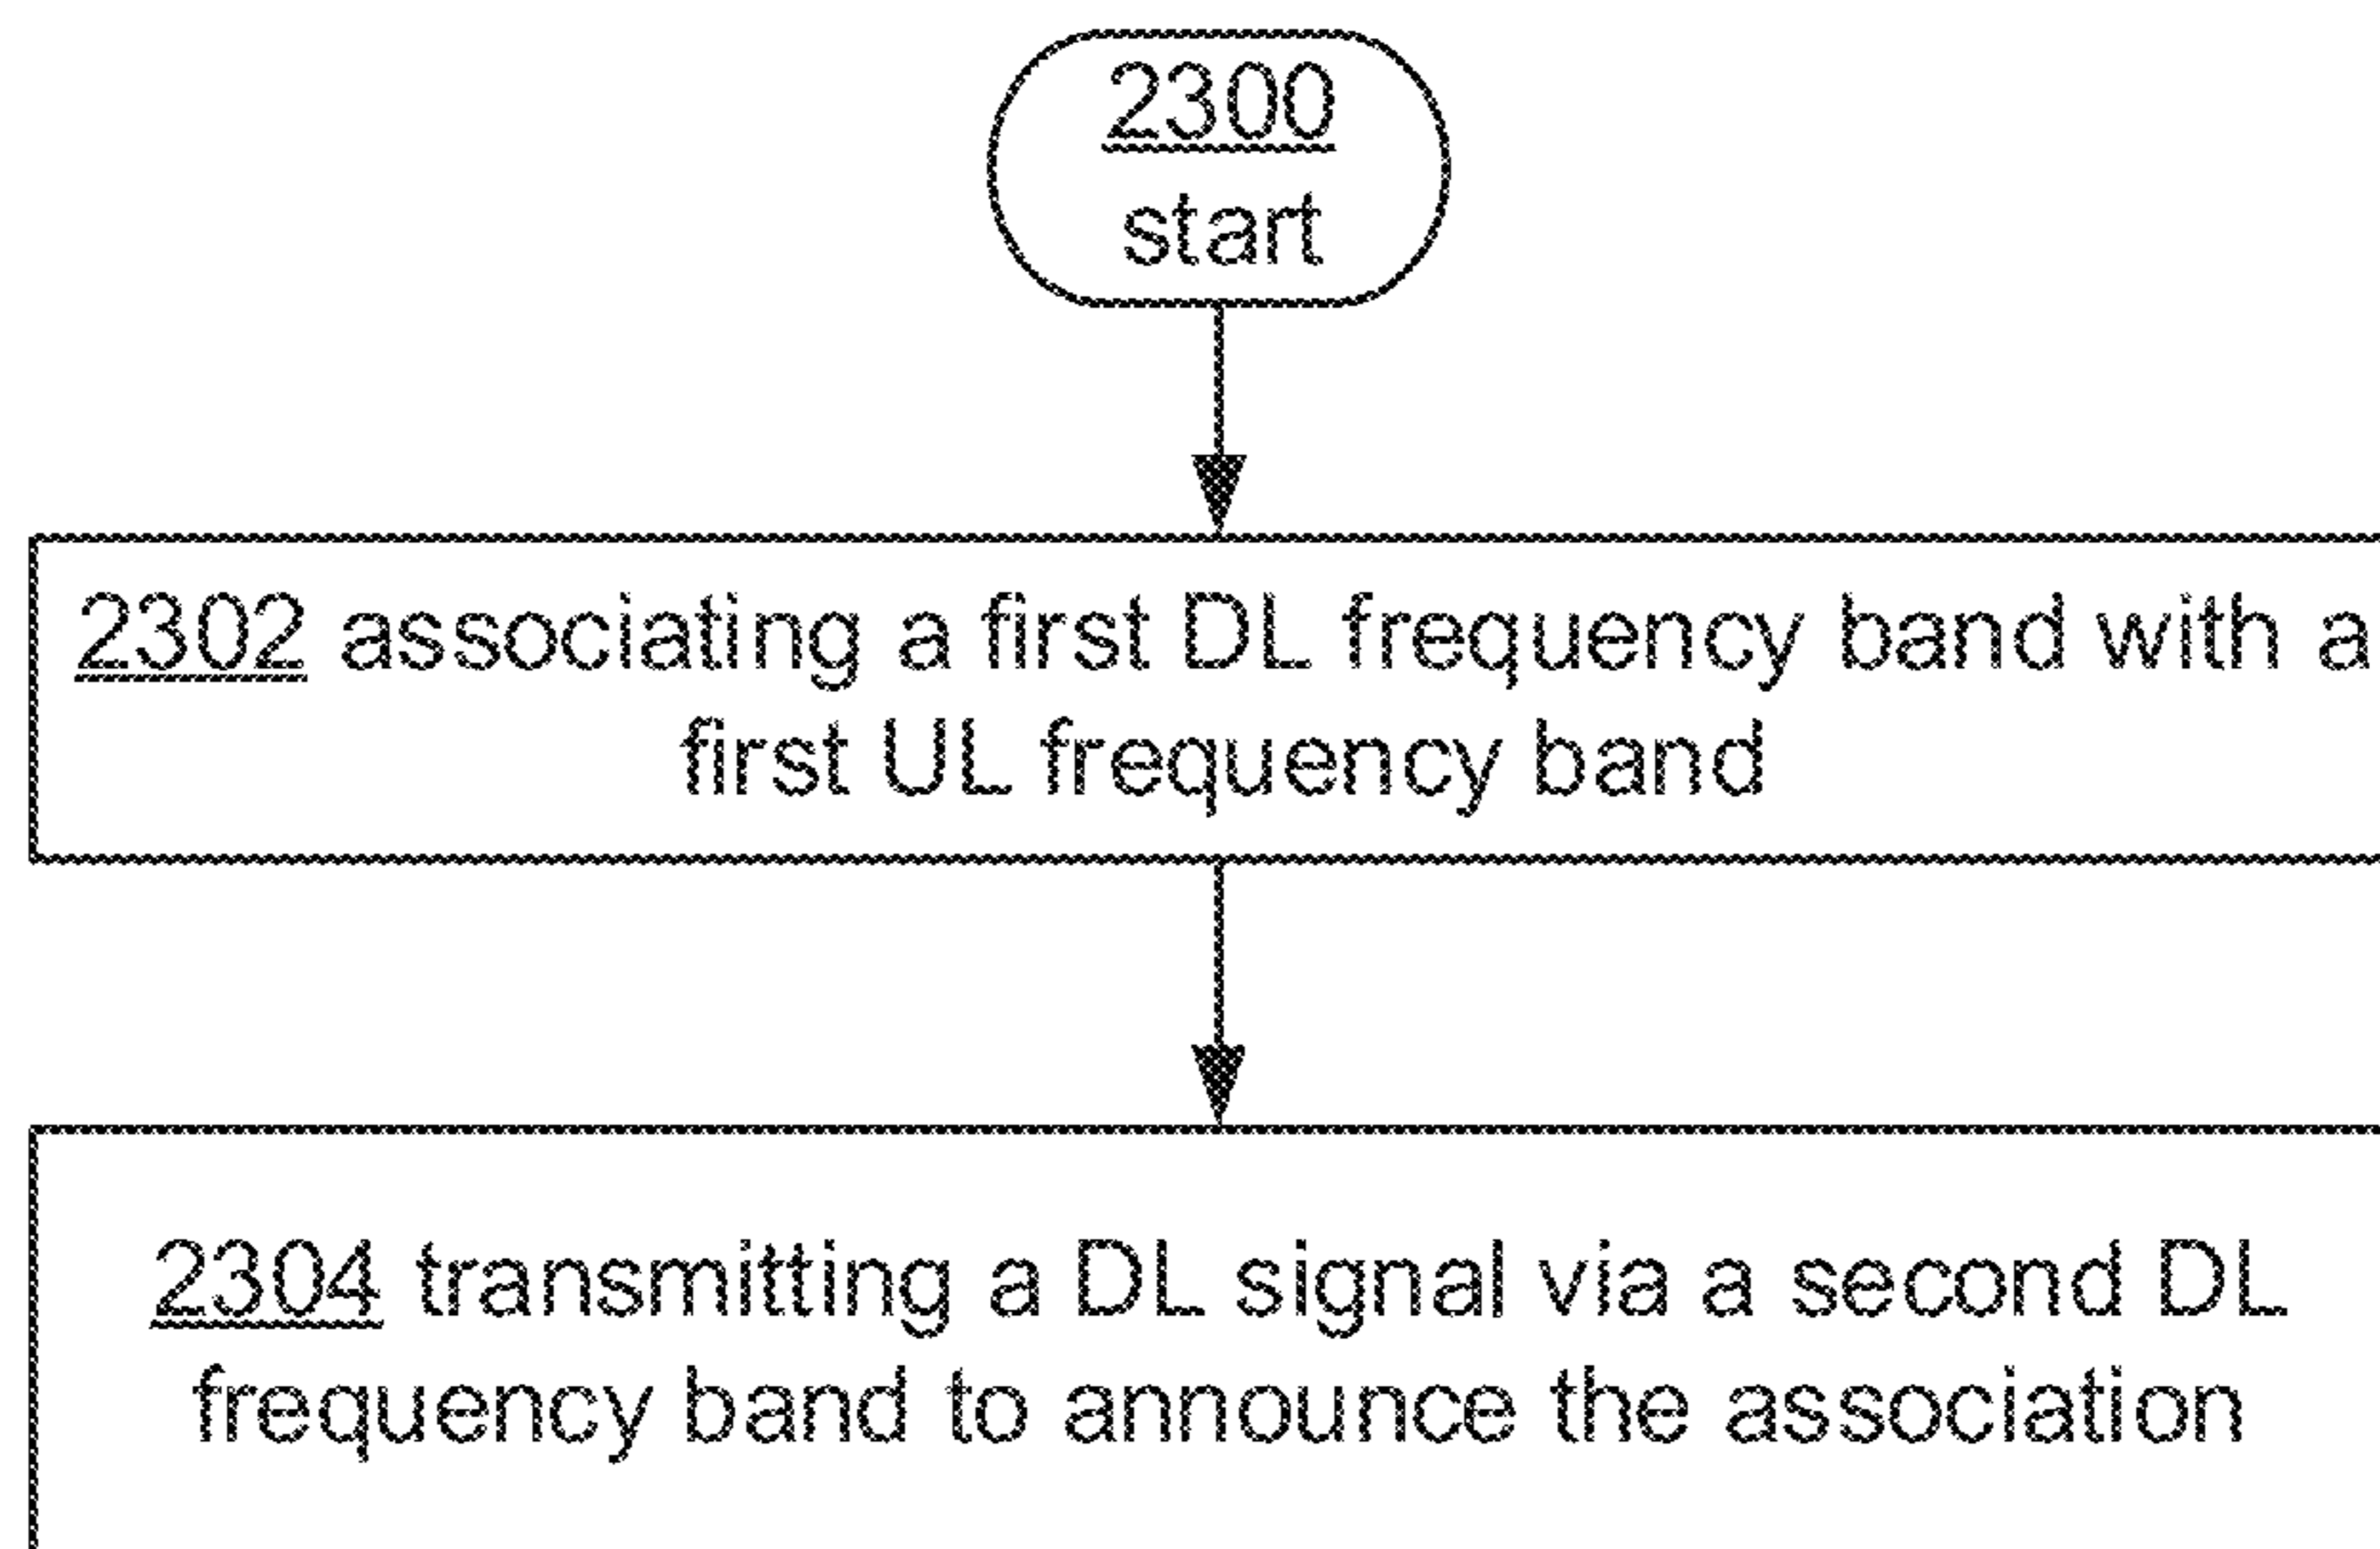 2300
start
2302 associating a first DL frequency band with a
first UL frequency band
2304 transmitting a DL signal via a second DL
frequency band to announce the association